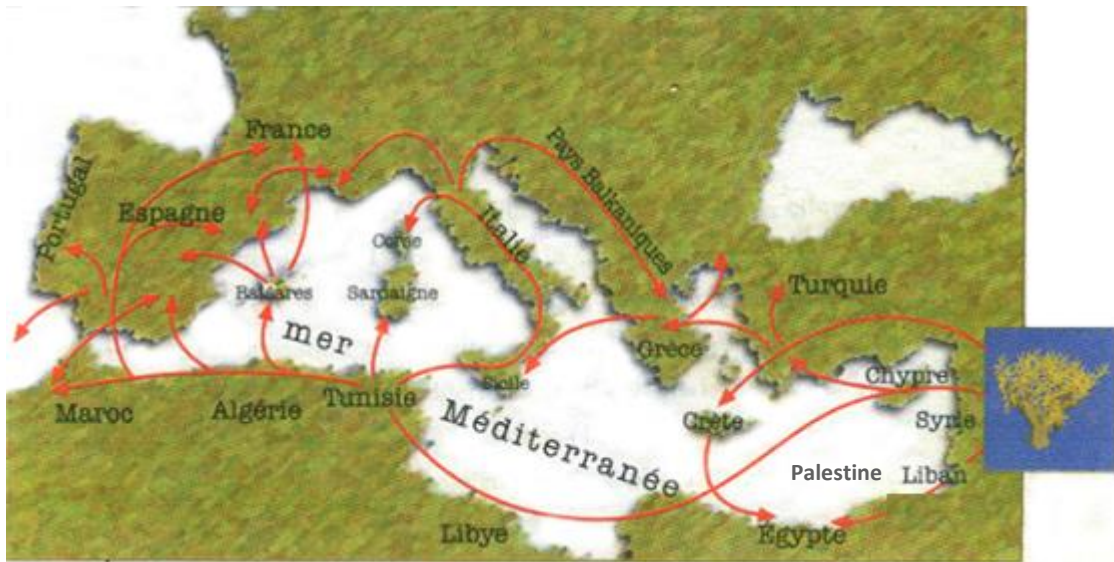 France
Pays Balkaniques
Portugal
Espagne
Italie
Corse
Turquie
Baléares
Sardaigne
mer
Grèce
Chypre
Sicile
Maroc
Algérie
Tunisie
Crète
Syrie
Méditerranée
Palestine
Liban
Libye
Égypte